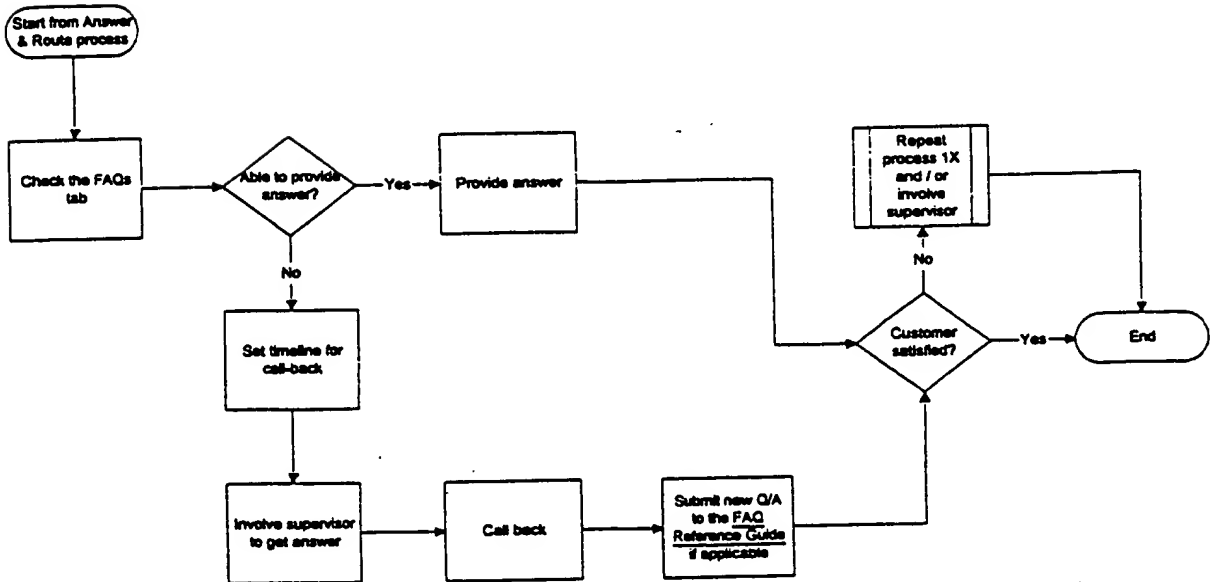 Start from Answer
& Route process
Check the FAQs
tab
Able to provide
answer?
Yes
Provide answer
No
Set timeline for
call-back
Involve supervisor
to get answer
Call back
Submit new Q/A
to the FAQ
Reference Guide
if applicable
Customer
satisfied?
No
Repeat
process 1X
and / or
involve
supervisor
Yes
End